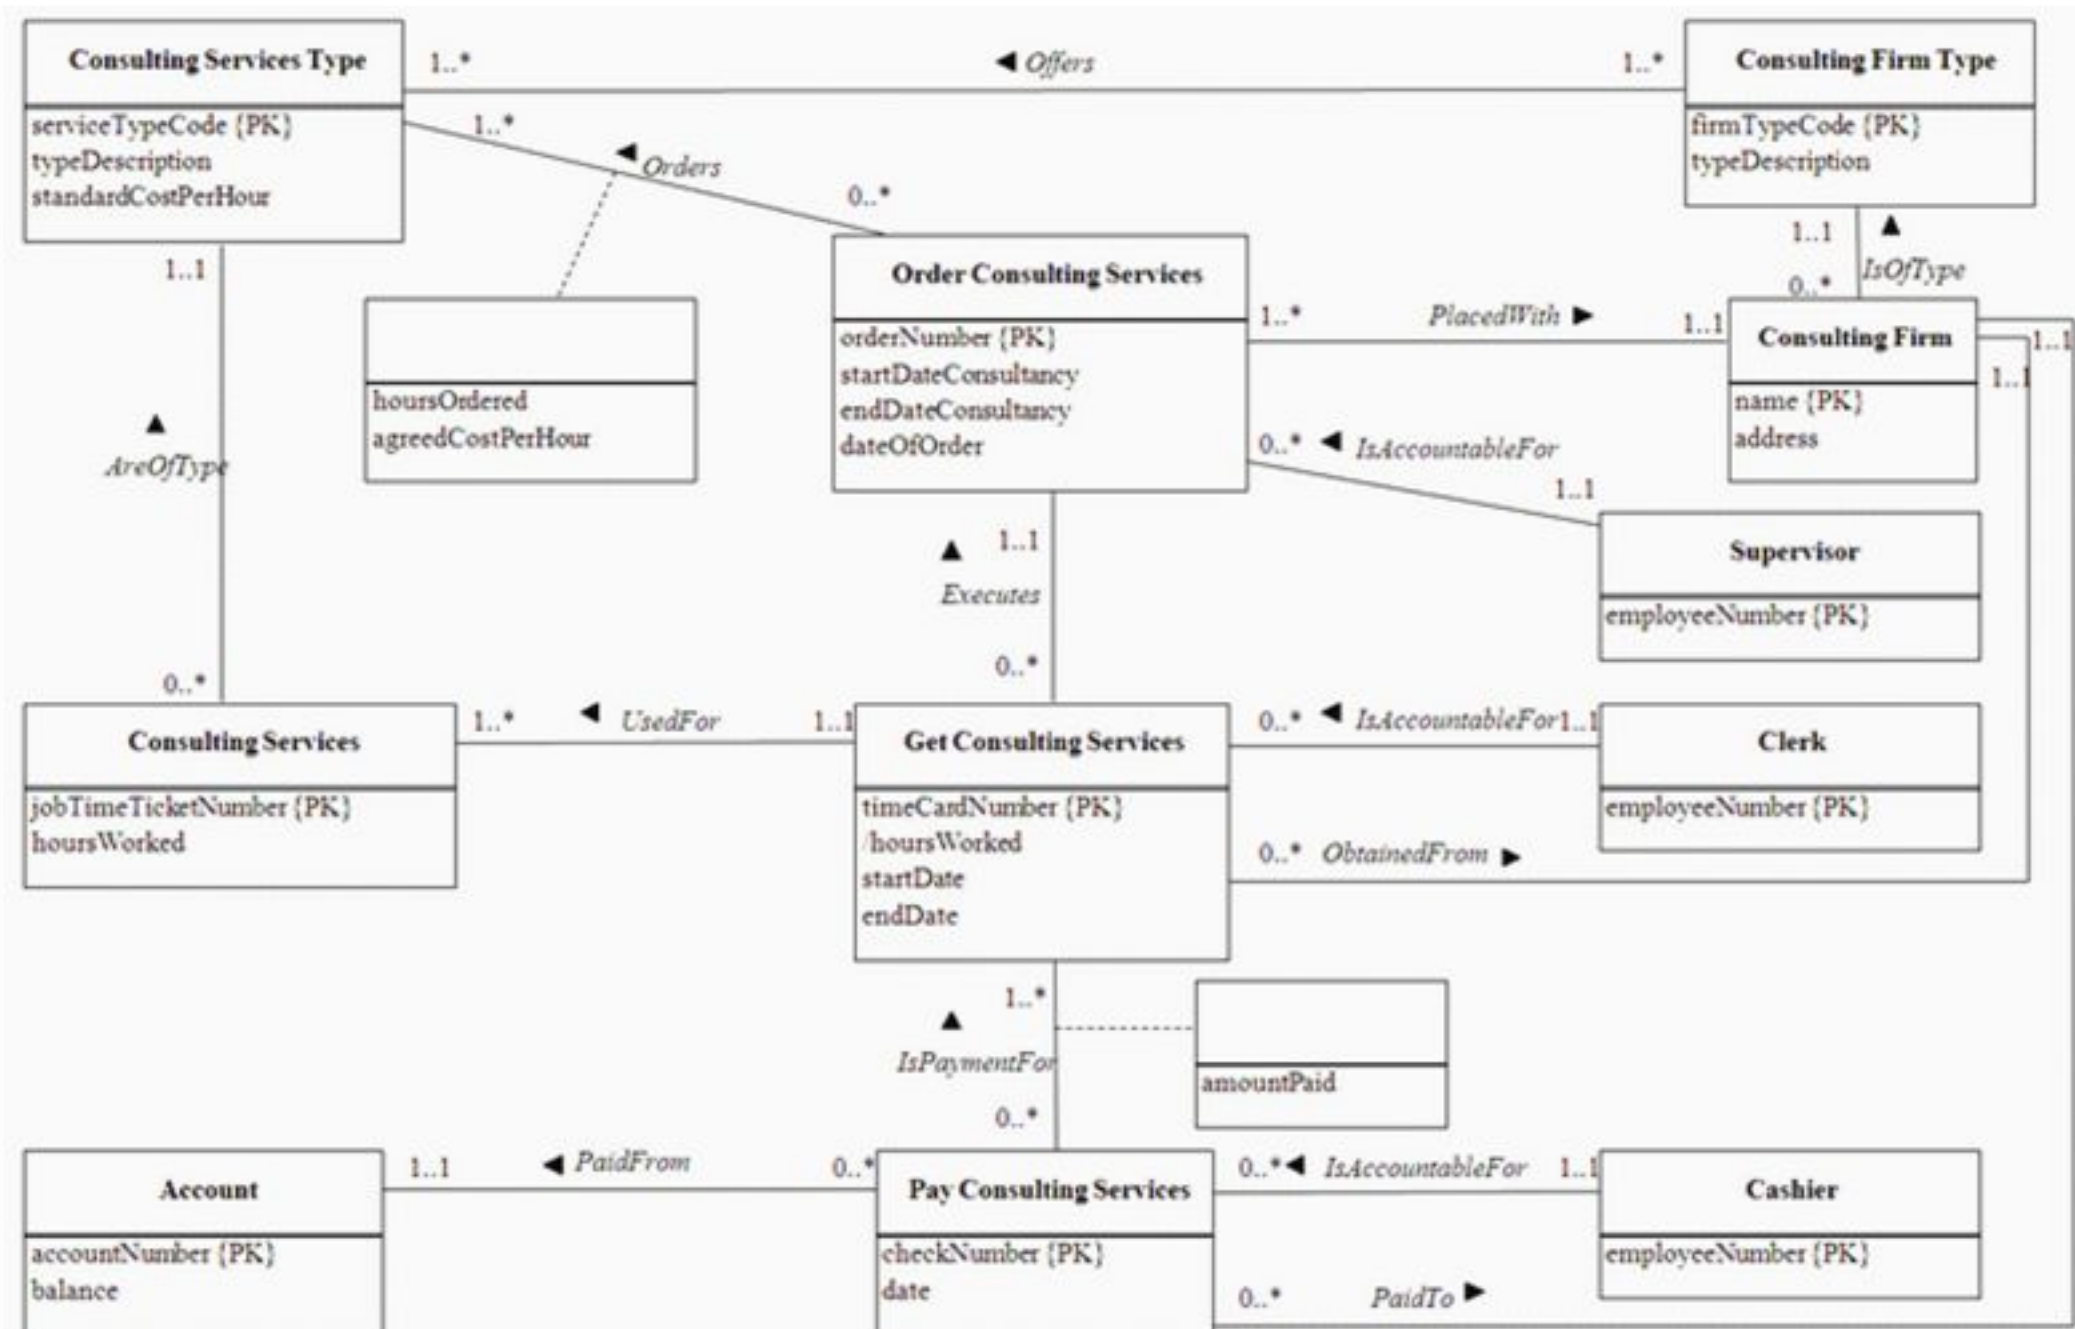 Consulting Services Type
serviceTypeCode {PK}
typeDescription
standardCostPerHour
1..*
◄ Offers
1..*
Consulting Firm Type
firmTypeCode {PK}
typeDescription
1..*
◄ Orders
0..*
hoursOrdered
agreedCostPerHour
Order Consulting Services
orderNumber {PK}
startDateConsultancy
endDateConsultancy
dateOfOrder
1..1
▲
IsOfType
0..*
1..*
PlacedWith ►
1..1
Consulting Firm
name {PK}
address
1..1
1..1
0..*
◄ IsAccountableFor
1..1
Supervisor
employeeNumber {PK}
1..1
▲
AreOfType
0..*
1..1
▲
Executes
0..*
Consulting Services
jobTimeTicketNumber {PK}
hoursWorked
1..*
◄ UsedFor
1..1
Get Consulting Services
timeCardNumber {PK}
/hoursWorked
startDate
endDate
0..*
◄ IsAccountableFor
1..1
Clerk
employeeNumber {PK}
0..*
ObtainedFrom ►
1..*
▲
IsPaymentFor
0..*
amountPaid
Account
accountNumber {PK}
balance
1..1
◄ PaidFrom
0..*
Pay Consulting Services
checkNumber {PK}
date
0..*
◄ IsAccountableFor
1..1
Cashier
employeeNumber {PK}
0..*
PaidTo ►